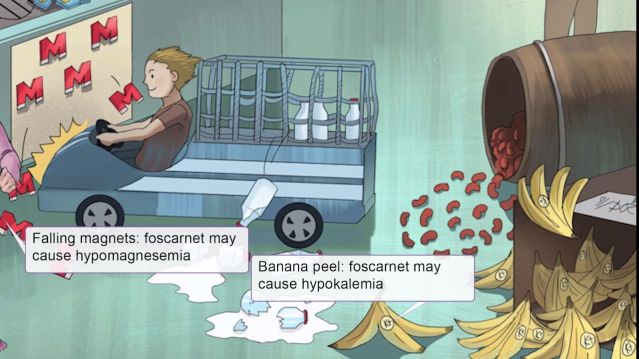 M
M
M
M
M
M
M
Falling magnets: foscarnet may
cause hypomagnesemia
Banana peel: foscarnet may
cause hypokalemia